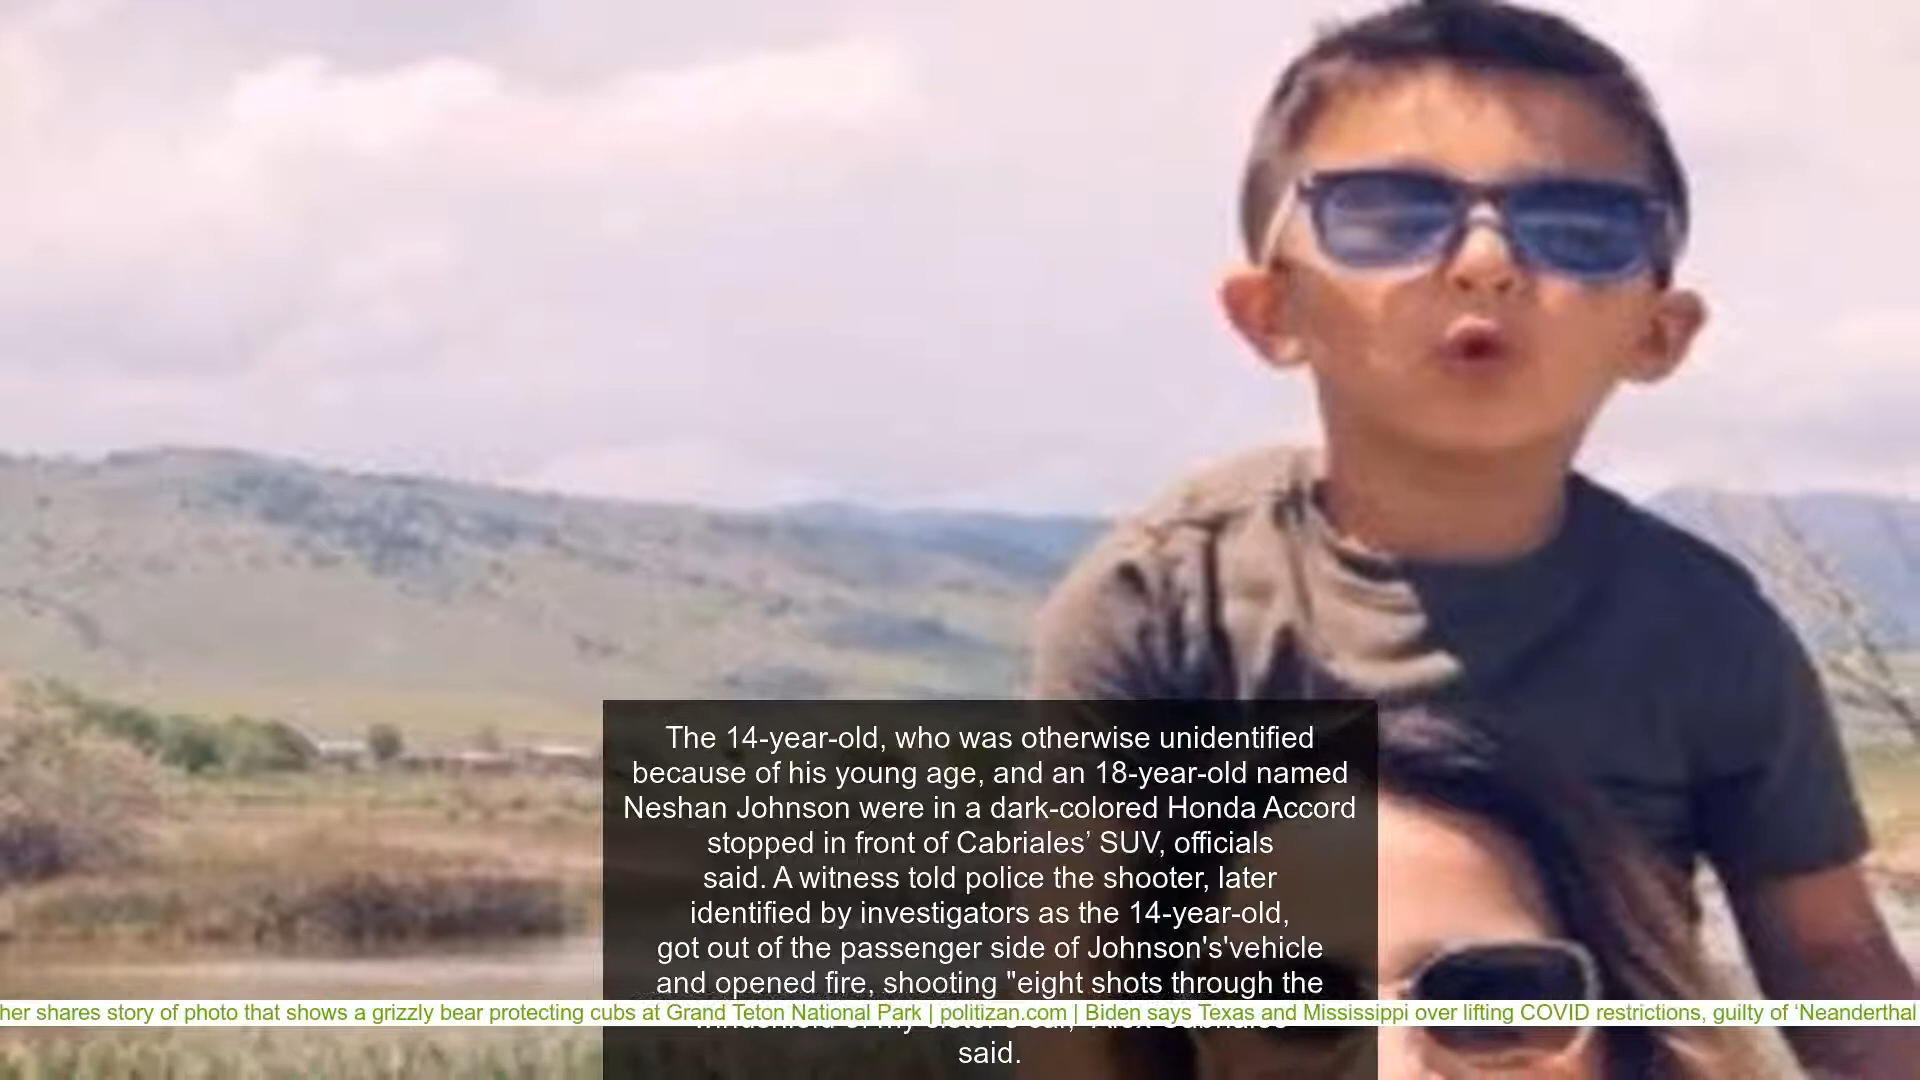 The 14-year-old, who was otherwise unidentified
because of his young age, and an 18-year-old named
Neshan Johnson were in a dark-colored Honda Accord
stopped in front of Cabriales’ SUV, officials
said. A witness told police the shooter, later
identified by investigators as the 14-year-old,
got out of the passenger side of Johnson's'vehicle
and opened fire, shooting "eight shots through the
her shares story of photo that shows a grizzly bear protecting cubs at Grand Teton National Park | politizan.com | Biden says Texas and Mississippi over lifting COVID restrictions, guilty of ‘Neanderthal
said.